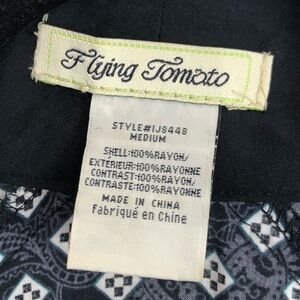 Flying Tomato
STYLE#IJ8448
MEDIUM
SHELL:100%RAYON/
EXTÉRIEUR:100%RAYONNE
CONTRAST:100%RAYON/
CONTRASTE:100%RAYONNE
MADE IN CHINA
Fabriqué en Chine